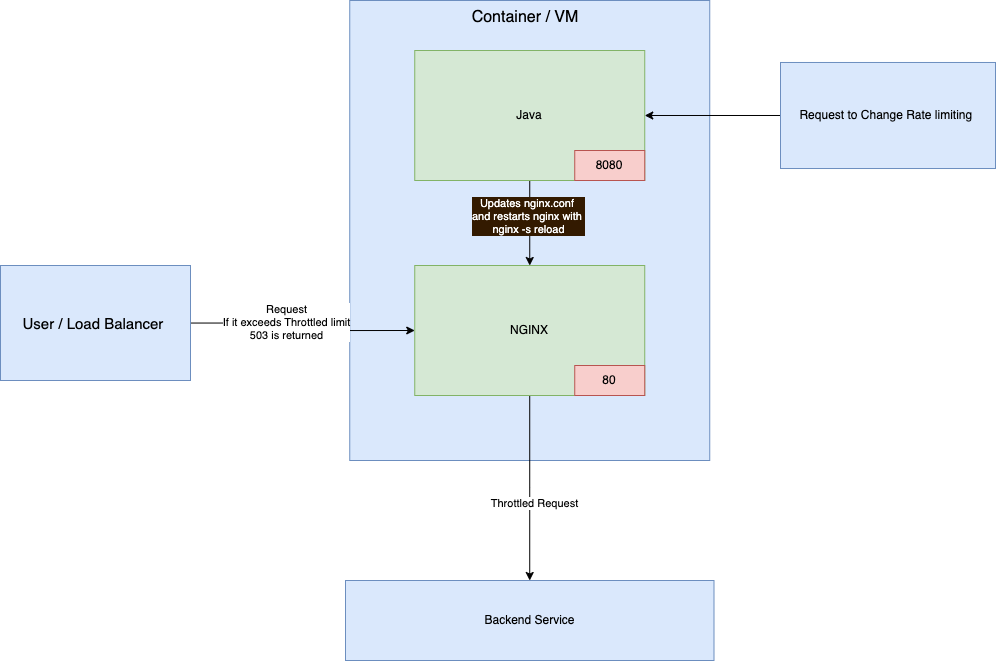 Container / VM
Java
8080
Request to Change Rate limiting
Updates nginx.conf
and restarts nginx with
nginx -s reload
User / Load Balancer
Request
If it exceeds Throttled limit
503 is returned
NGINX
80
Throttled Request
Backend Service